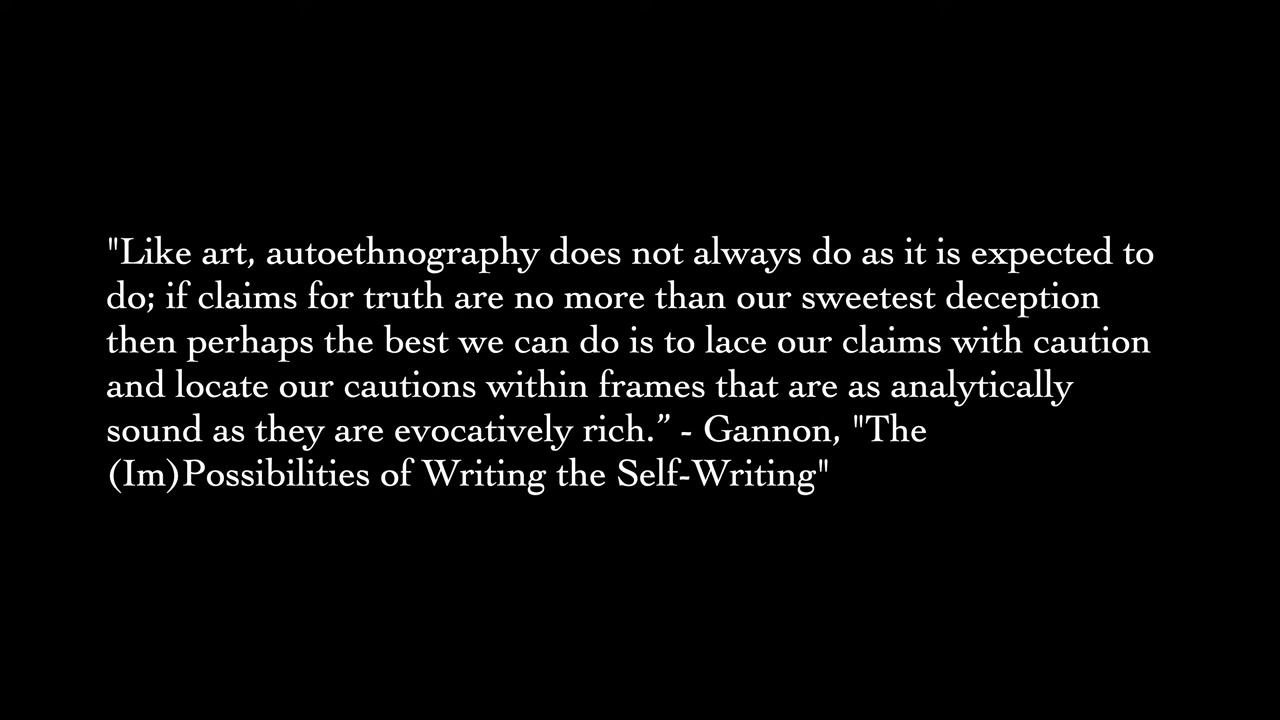 "Like art, autoethnography does not always do as it is expected to
do; if claims for truth are no more than our sweetest deception
then perhaps the best we can do is to lace our claims with caution
and locate our cautions within frames that are as analytically
sound as they are evocatively rich.” - Gannon, "The
(Im)Possibilities of Writing the Self-Writing"